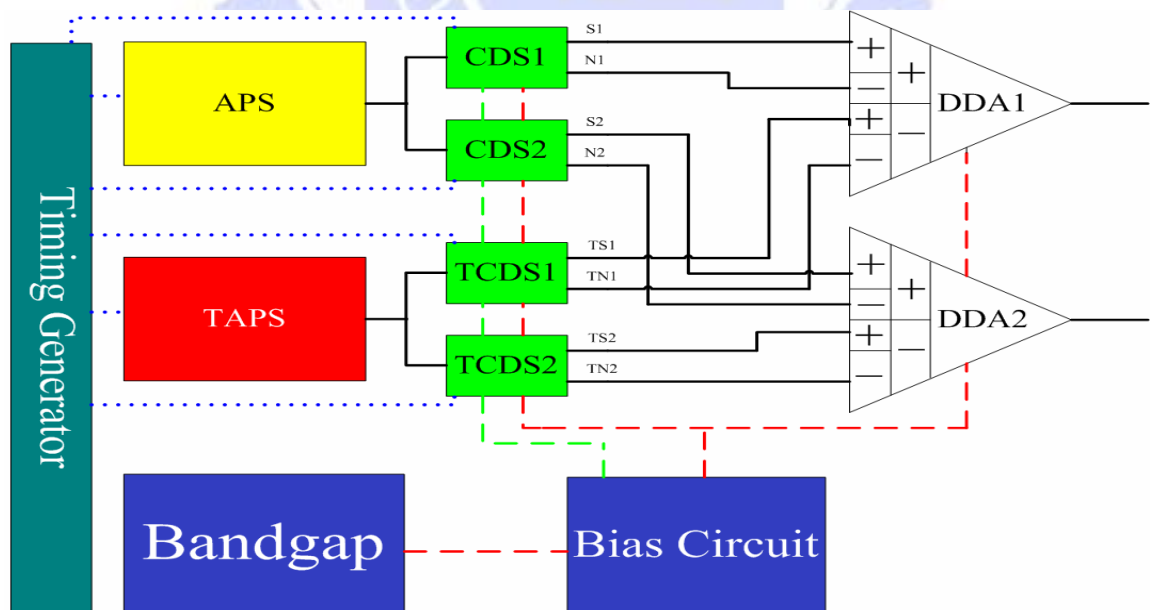 Timing Generator
APS
CDS1
CDS2
S1
N1
S2
N2
+
−
+
−
+
−
DDA1
TAPS
TCDS1
TCDS2
TS1
TN1
TS2
TN2
+
−
+
−
+
−
DDA2
Bandgap
Bias Circuit